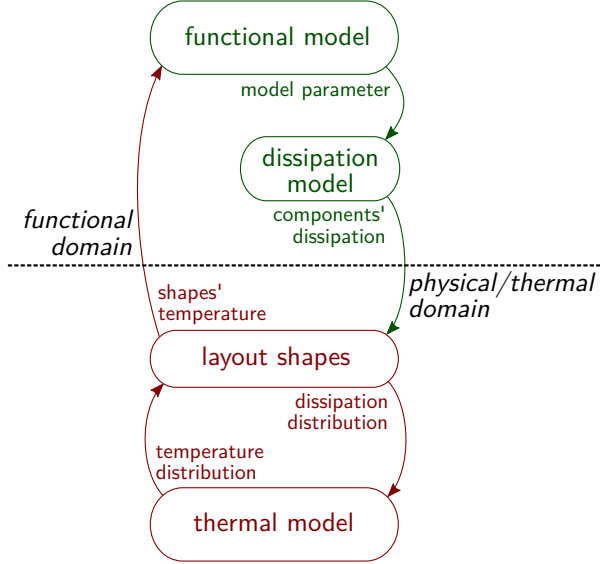 functional model
model parameter
dissipation
model
components'
dissipation
functional
domain
physical/thermal
domain
shapes'
temperature
layout shapes
dissipation
distribution
temperature
distribution
thermal model